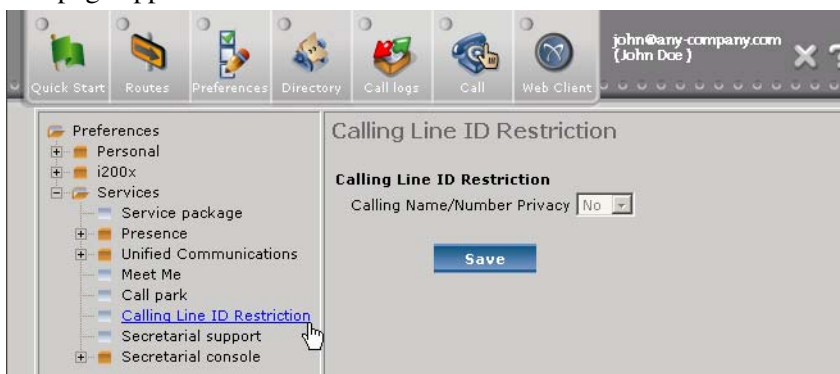 john@any-company.com
(John Doe)
Quick Start Routes Preferences Directory Call logs Call Web Client
Preferences
Personal
i200x
Services
Service package
Presence
Unified Communications
Meet Me
Call park
Calling Line ID Restriction
Secretarial support
Secretarial console
Calling Line ID Restriction
Calling Line ID Restriction
Calling Name/Number Privacy No
Save